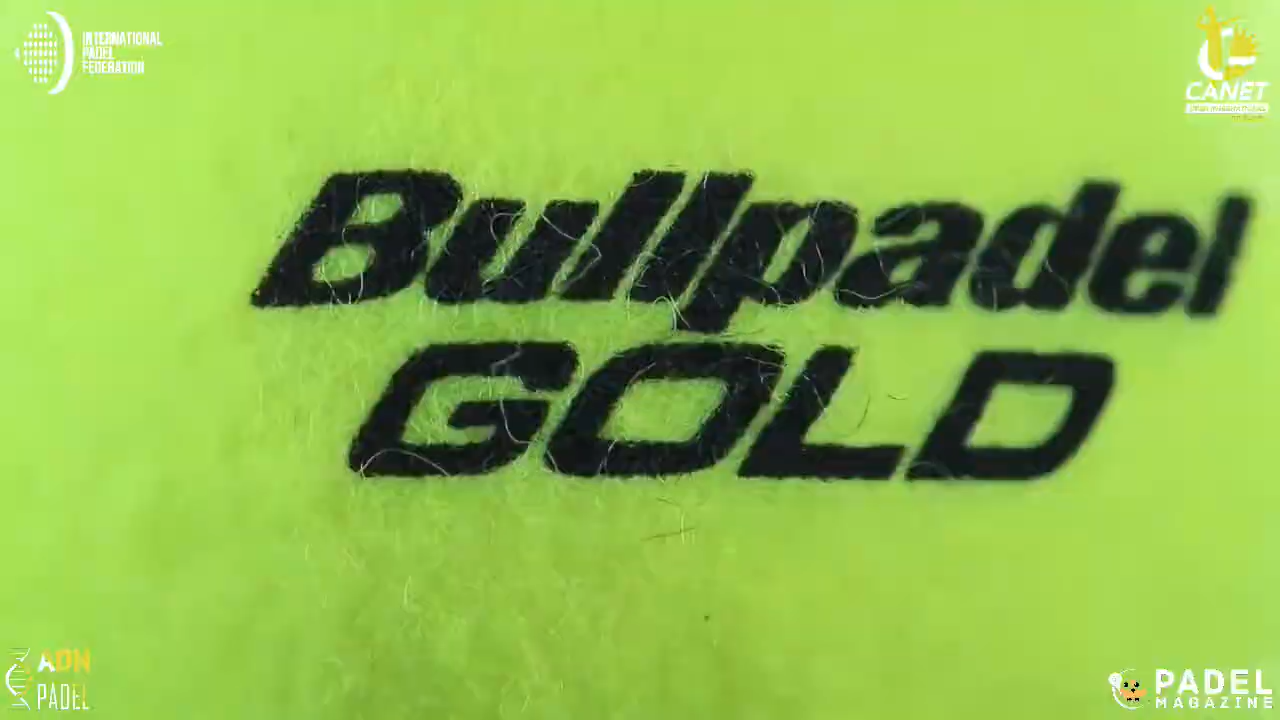 INTERNATIONAL
PADEL
FEDERATION
CANET
Bullpadel
GOLD
ADN
PADEL
PADEL
MAGAZINE